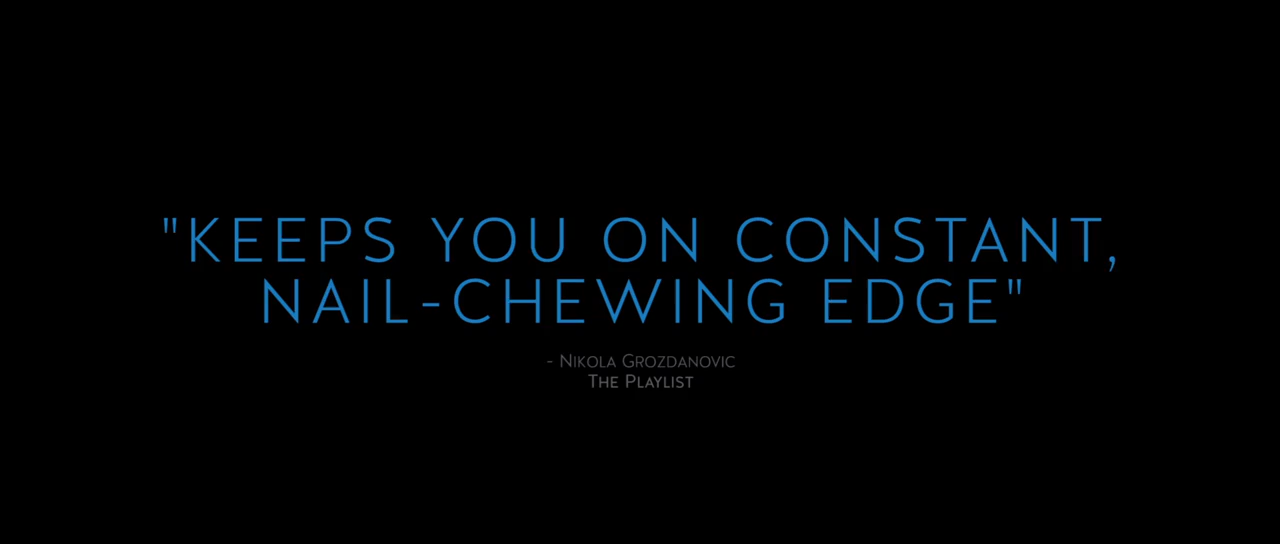 "KEEPS YOU ON CONSTANT,
NAIL-CHEWING EDGE"
- NIKOLA GROZDANOVIC
THE PLAYLIST